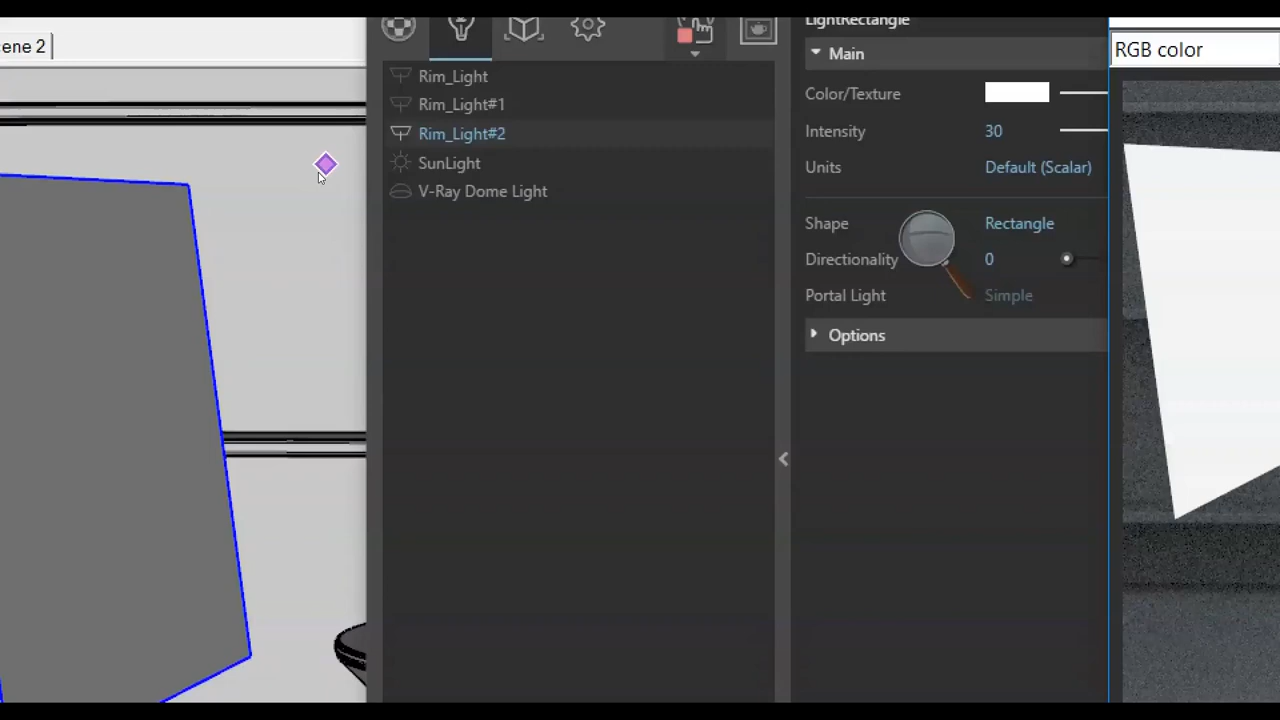 ene 2
Rim_Light
Rim_Light#1
Rim_Light#2
SunLight
V-Ray Dome Light
LightRectangle
Main
Color/Texture
Intensity 30
Units Default (Scalar)
Shape Rectangle
Directionality 0
Portal Light Simple
Options
RGB color